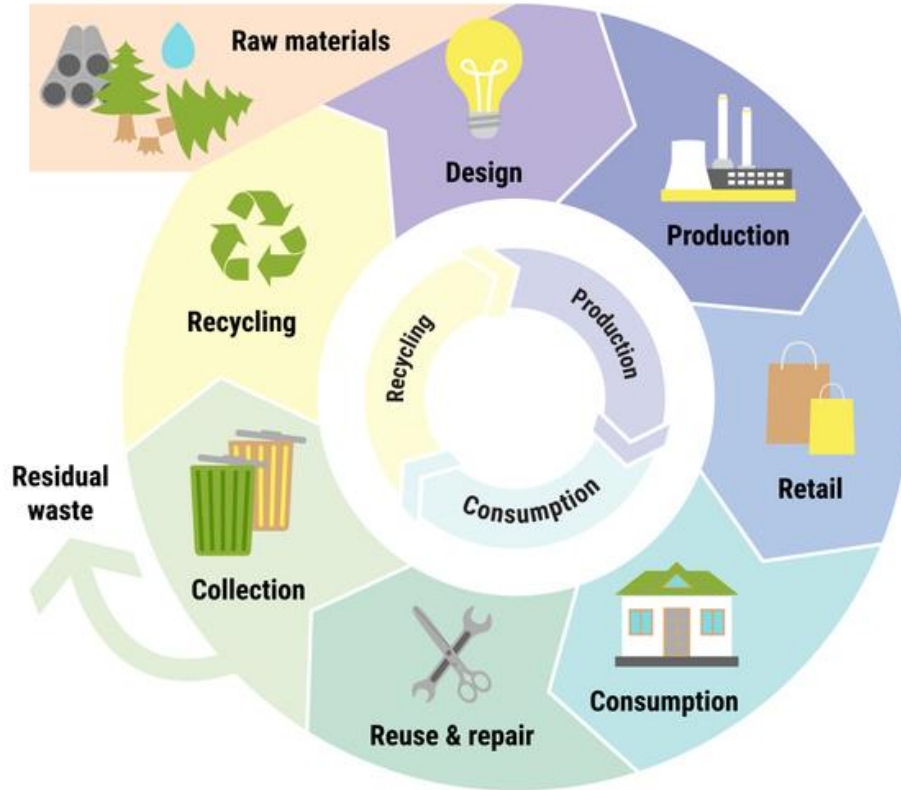 Raw materials
Design
Production
Recycling
Production
Recycling
Consumption
Retail
Residual
waste
Collection
Consumption
Reuse & repair